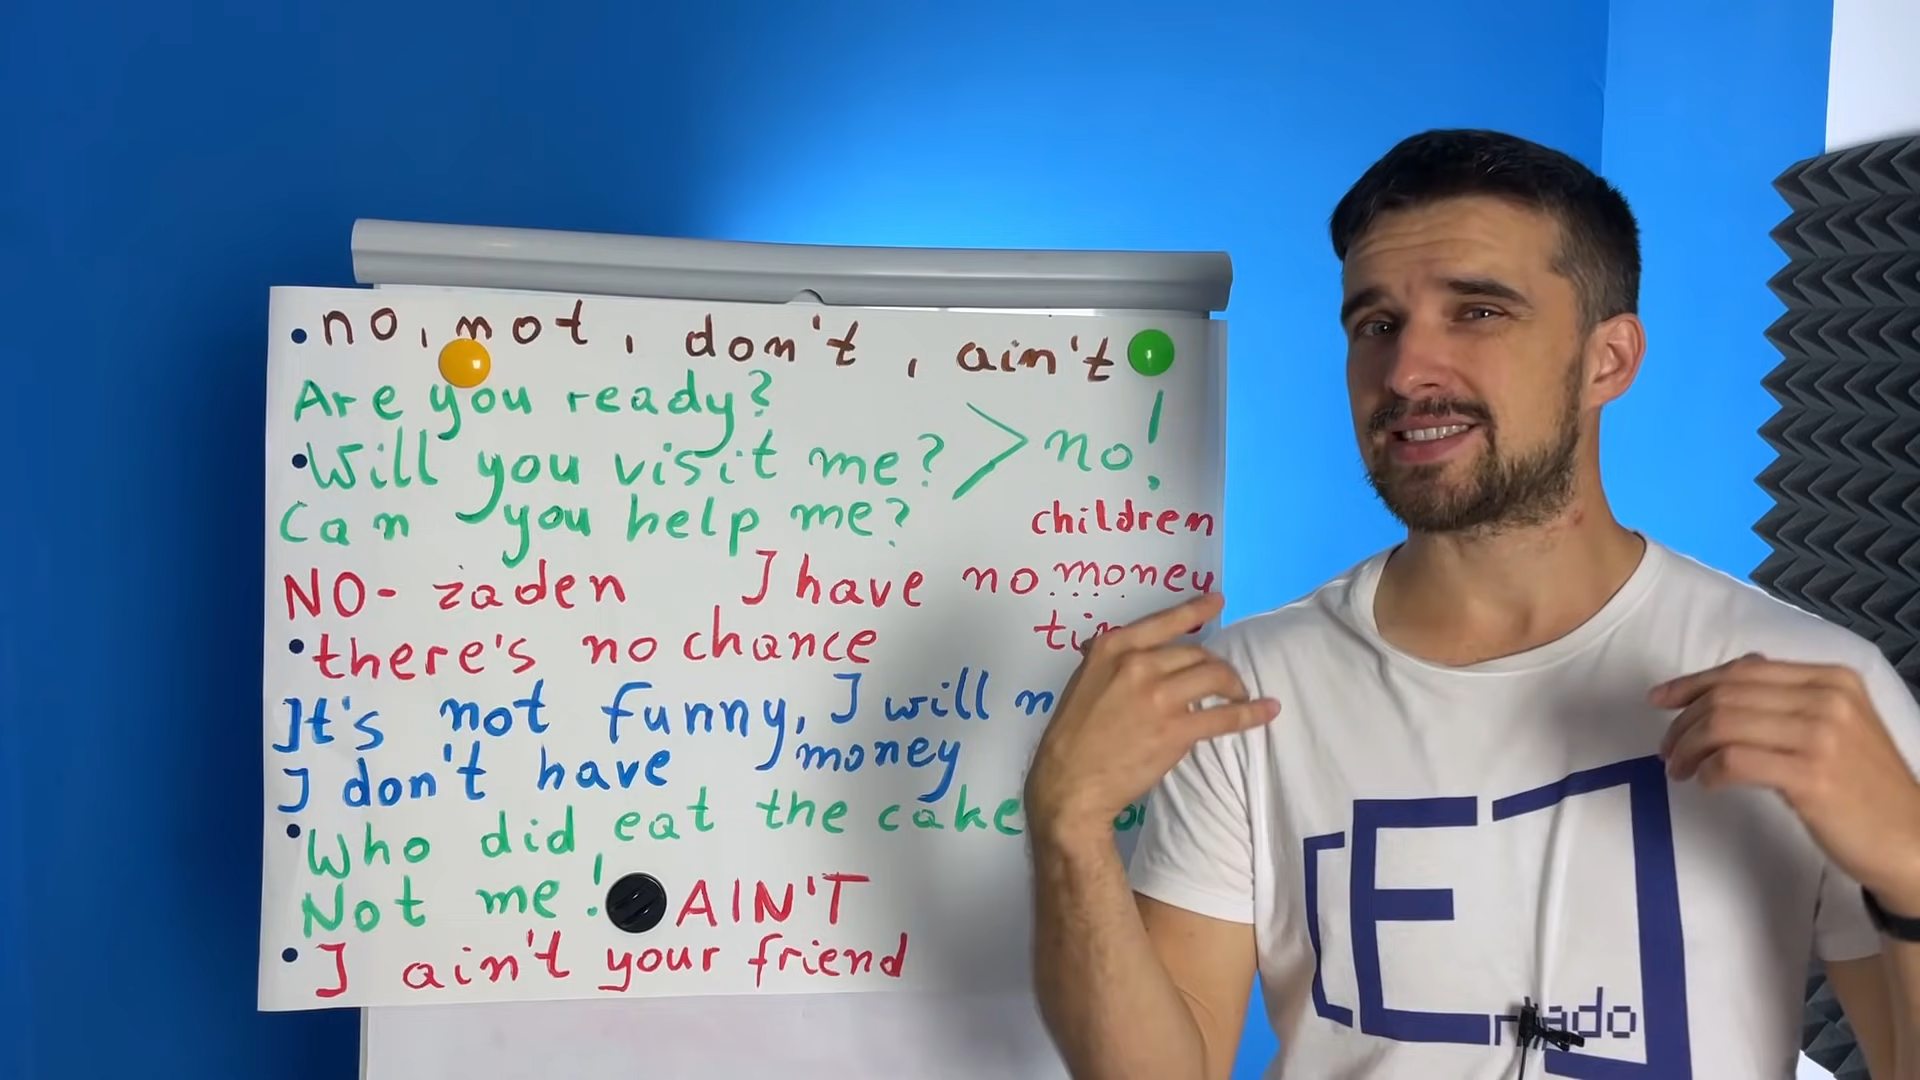 no, not, don't, ain't
Are you ready?
Will you visit me? > no!
Can you help me?
children
NO- żaden I have no money
there's no chance
It's not funny, I will
I don't have money
Who did eat the cake
Not me! AIN'T
I ain't your friend
E